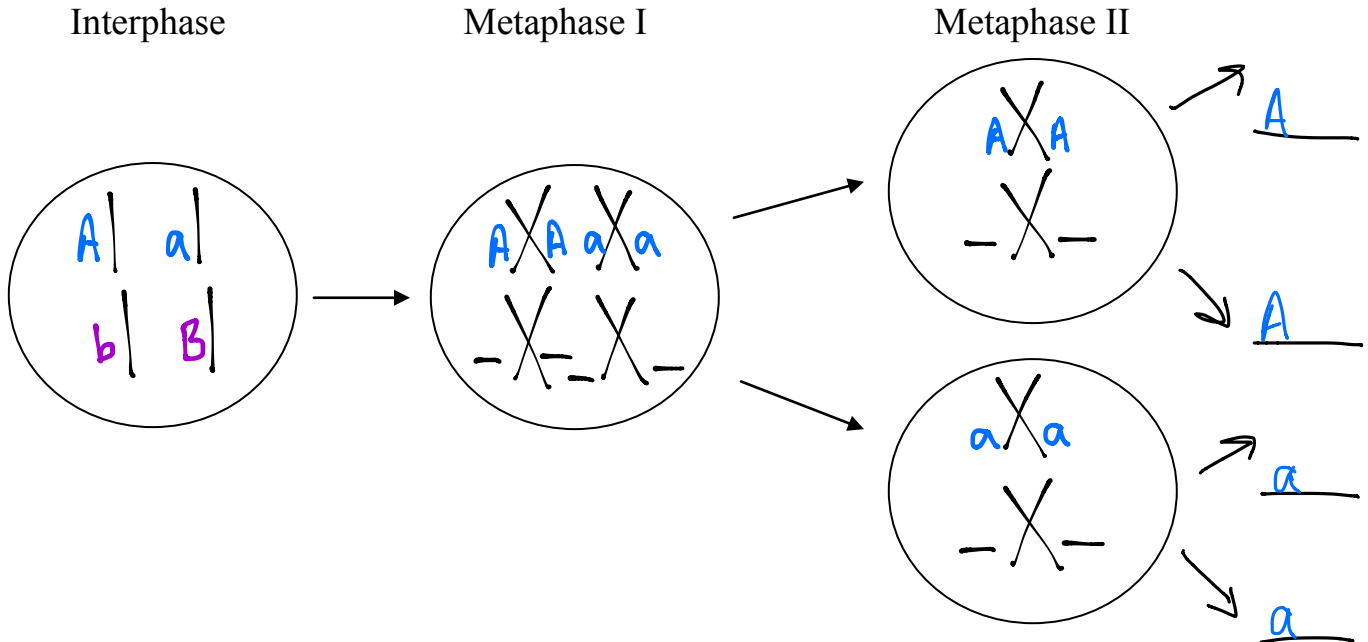 Interphase
Metaphase I
Metaphase II
A a
b B
A A a a
A A
a a
A
A
a
a